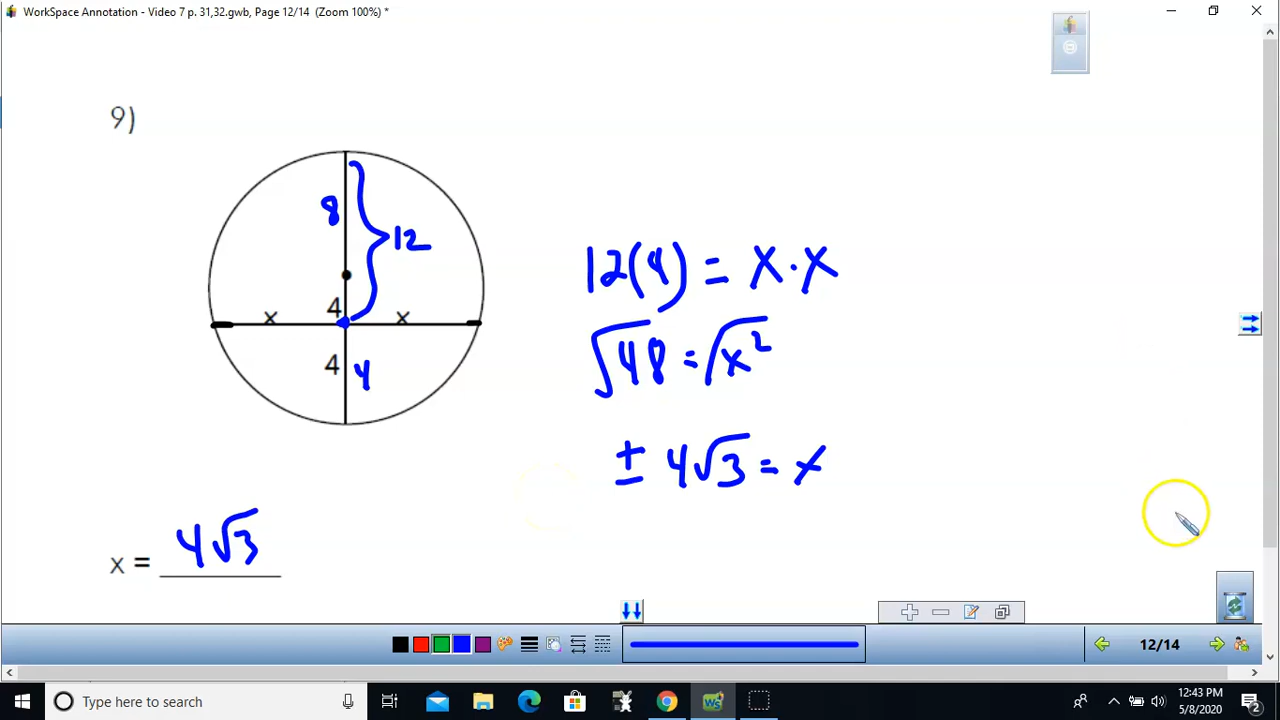 WorkSpace Annotation - Video 7 p. 31,32.gwb, Page 12/14 (Zoom 100%) *
9)
8
12
4
x x
4 4
12(4) = x · x
√48 = √x²
± 4√3 = x
x = 4√3
12/14
Type here to search
WS
12:43 PM
5/8/2020
2